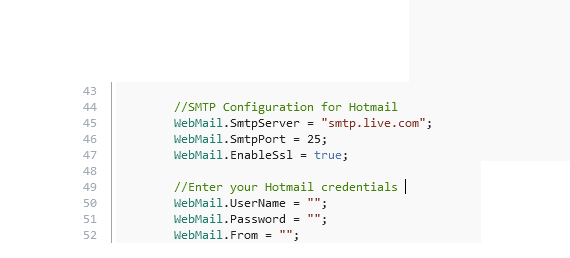 43
44 //SMTP Configuration for Hotmail
45 WebMail.SmtpServer = "smtp.live.com";
46 WebMail.SmtpPort = 25;
47 WebMail.EnableSsl = true;
48
49 //Enter your Hotmail credentials
50 WebMail.UserName = "";
51 WebMail.Password = "";
52 WebMail.From = "";